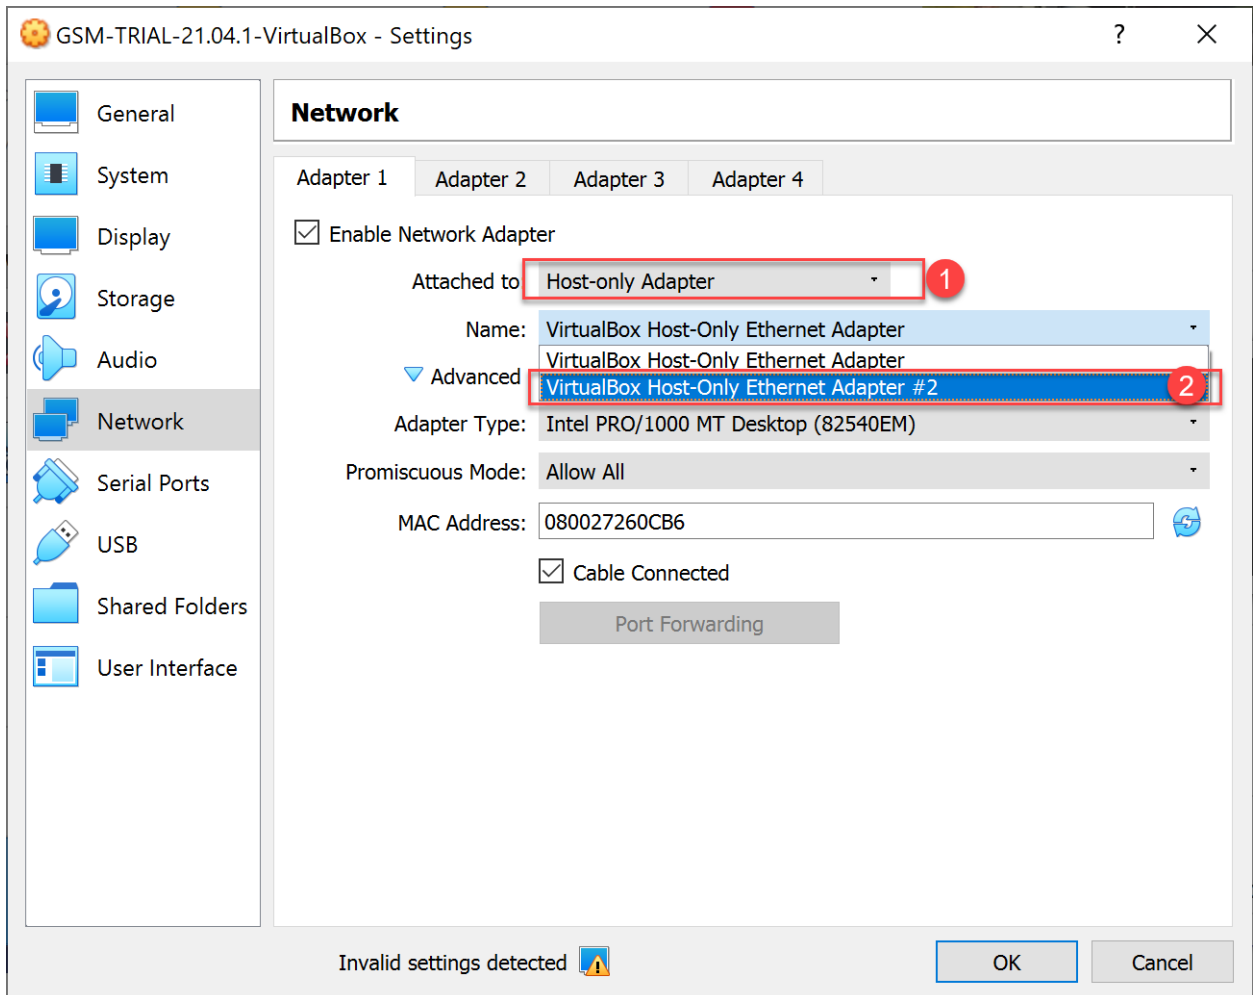 GSM-TRIAL-21.04.1-VirtualBox - Settings
?
General
System
Display
Storage
Audio
Network
Serial Ports
USB
Shared Folders
User Interface
Network
Adapter 1
Adapter 2
Adapter 3
Adapter 4
Enable Network Adapter
Attached to Host-only Adapter
1
Name: VirtualBox Host-Only Ethernet Adapter
VirtualBox Host-Only Ethernet Adapter
Advanced
VirtualBox Host-Only Ethernet Adapter #2
2
Adapter Type: Intel PRO/1000 MT Desktop (82540EM)
Promiscuous Mode: Allow All
MAC Address: 080027260CB6
Cable Connected
Port Forwarding
Invalid settings detected
OK
Cancel